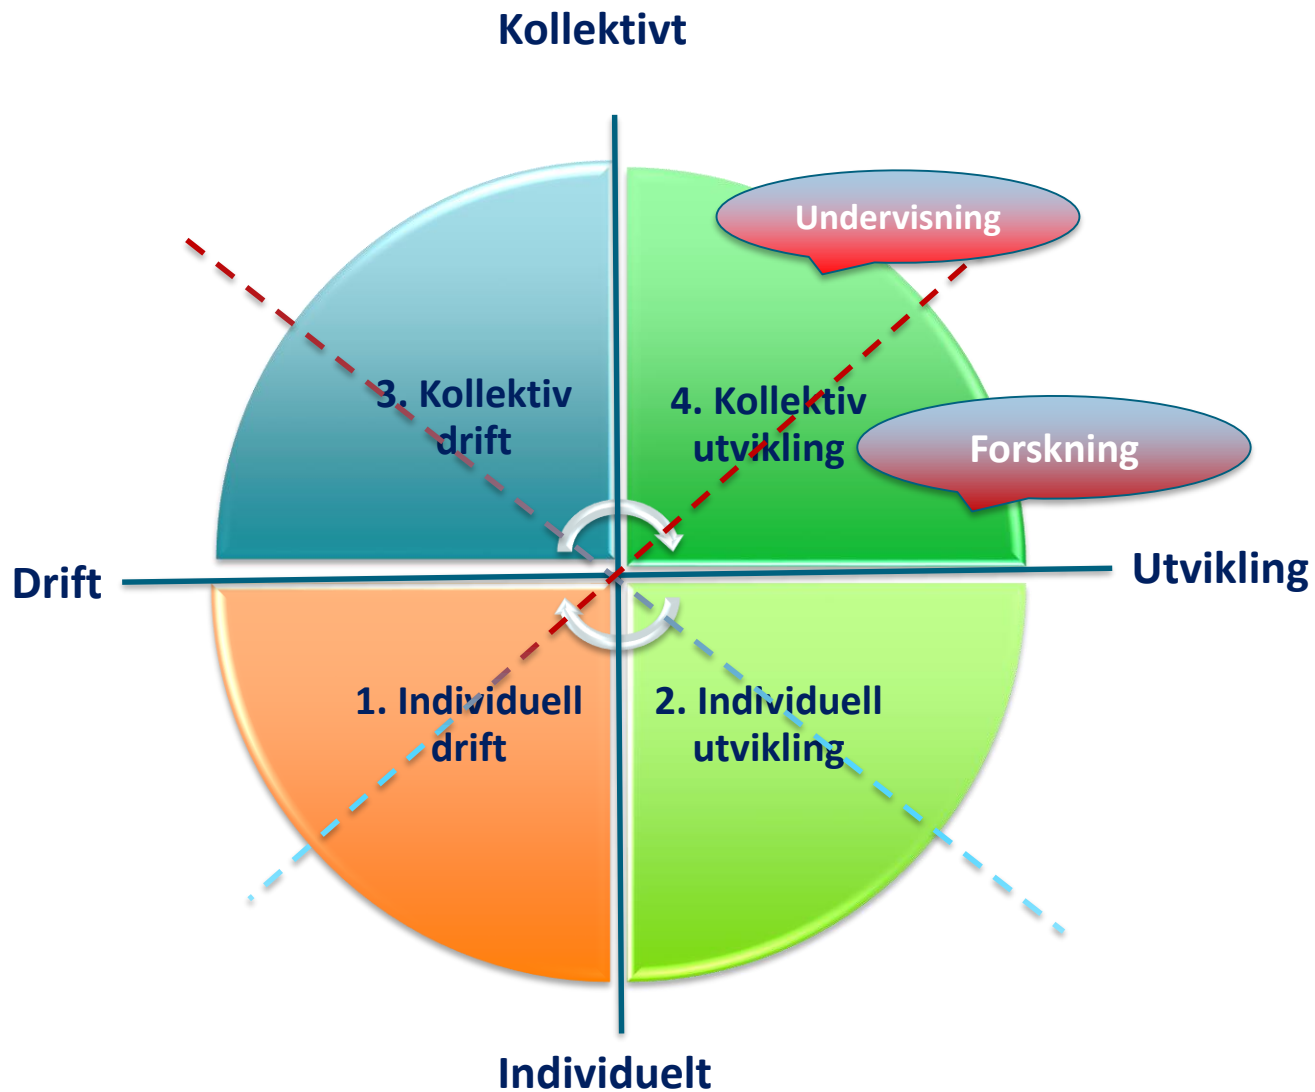 Kollektivt
Undervisning
3. Kollektiv
drift
4. Kollektiv
utvikling
Forskning
Drift
Utvikling
1. Individuell
drift
2. Individuell
utvikling
Individuelt